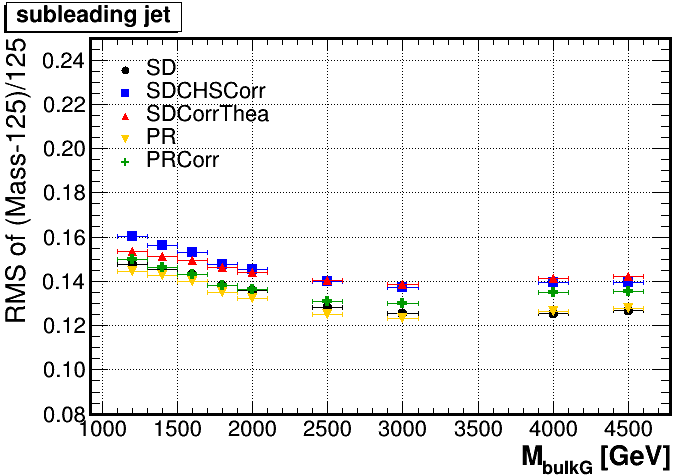 subleading jet
RMS of (Mass-125)/125
0.24
0.22
0.20
0.18
0.16
0.14
0.12
0.10
0.08
SD
SDCHSCorr
SDCorrThea
PR
PRCorr
1000 1500 2000 2500 3000 3500 4000 4500
M_bulkG [GeV]